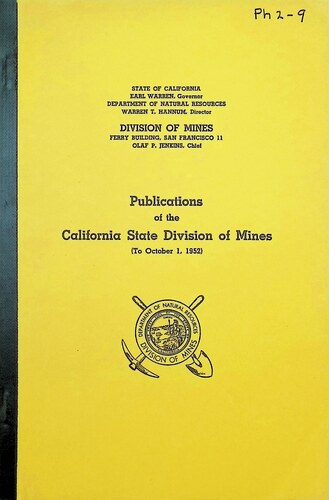 Ph 2-9
STATE OF CALIFORNIA
EARL WARREN, Governor
DEPARTMENT OF NATURAL RESOURCES
WARREN T. HANNUM, Director
DIVISION OF MINES
FERRY BUILDING, SAN FRANCISCO 11
OLAF P. JENKINS, Chief
Publications
of the
California State Division of Mines
(To October 1, 1952)
DEPARTMENT OF NATURAL RESOURCES
DIVISION OF MINES